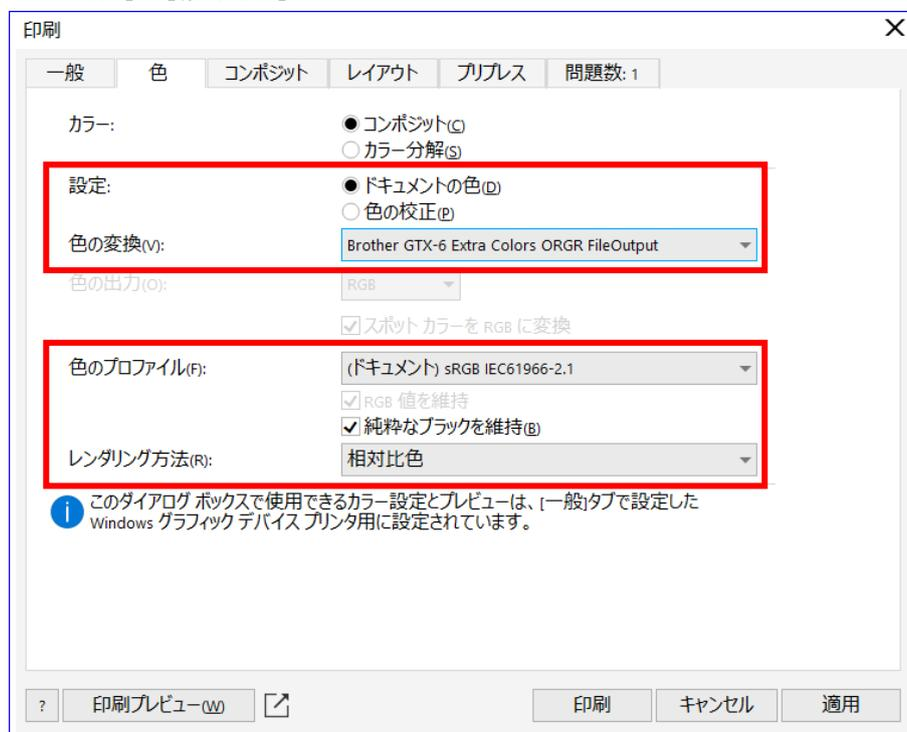 印刷
一般 色 コンポジット レイアウト プリプレス 問題数: 1
カラー: コンポジット(C)
カラー分解(S)
設定: ドキュメントの色(D)
色の校正(P)
色の変換(V): Brother GTX-6 Extra Colors ORGR FileOutput
色の出力(O): RGB
スポット カラーを RGB に変換
色のプロファイル(F): (ドキュメント) sRGB IEC61966-2.1
RGB 値を維持
純粋なブラックを維持(B)
レンダリング方法(R): 相対比色
このダイアログ ボックスで使用できるカラー設定とプレビューは、[一般]タブで設定した
Windows グラフィック デバイス プリンタ用に設定されています。
? 印刷プレビュー(W) 印刷 キャンセル 適用